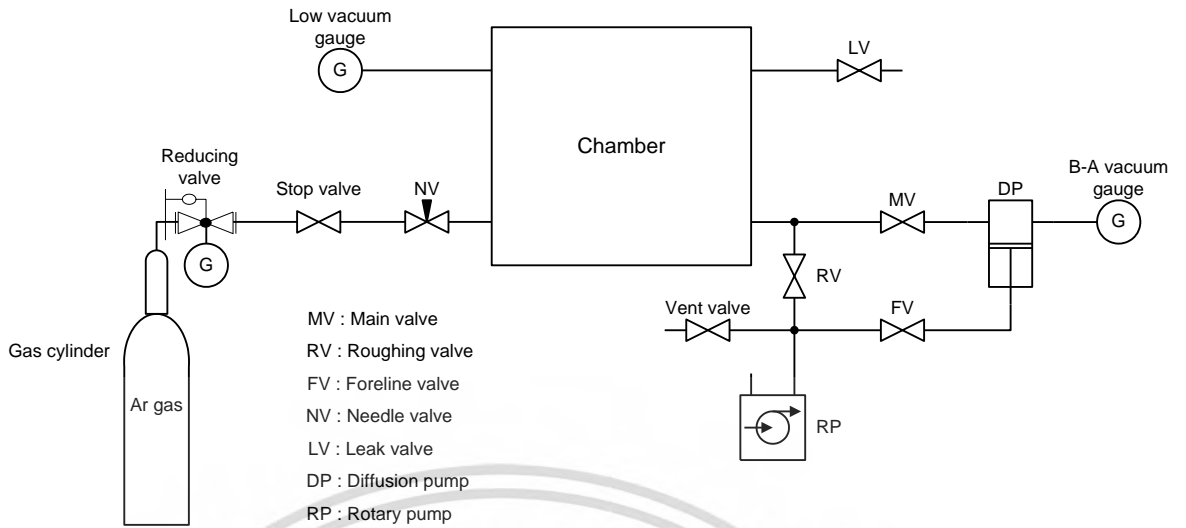 Low vacuum
gauge
G
LV
Chamber
Reducing
valve
Stop valve
NV
G
MV
DP
B-A vacuum
gauge
G
RV
Vent valve
FV
Gas cylinder
Ar gas
RP
MV : Main valve
RV : Roughing valve
FV : Foreline valve
NV : Needle valve
LV : Leak valve
DP : Diffusion pump
RP : Rotary pump